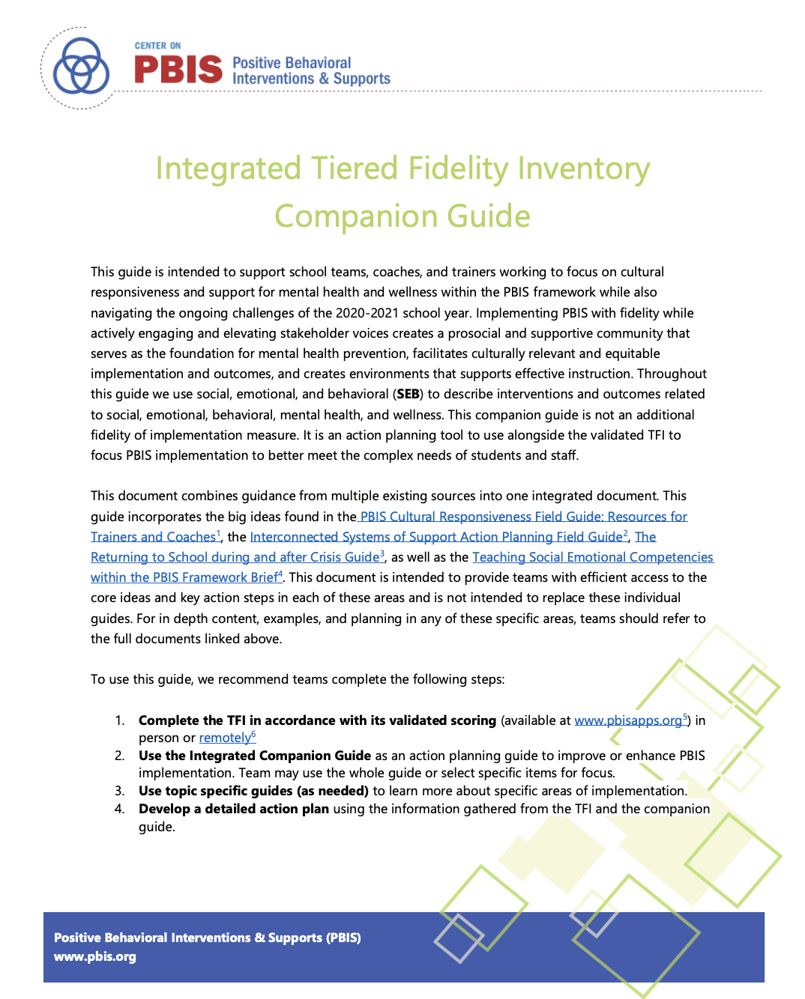 CENTER ON
PBIS Positive Behavioral
Interventions & Supports
Integrated Tiered Fidelity Inventory
Companion Guide
This guide is intended to support school teams, coaches, and trainers working to focus on cultural
responsiveness and support for mental health and wellness within the PBIS framework while also
navigating the ongoing challenges of the 2020-2021 school year. Implementing PBIS with fidelity while
actively engaging and elevating stakeholder voices creates a prosocial and supportive community that
serves as the foundation for mental health prevention, facilitates culturally relevant and equitable
implementation and outcomes, and creates environments that supports effective instruction. Throughout
this guide we use social, emotional, and behavioral (SEB) to describe interventions and outcomes related
to social, emotional, behavioral, mental health, and wellness. This companion guide is not an additional
fidelity of implementation measure. It is an action planning tool to use alongside the validated TFI to
focus PBIS implementation to better meet the complex needs of students and staff.
This document combines guidance from multiple existing sources into one integrated document. This
guide incorporates the big ideas found in the PBIS Cultural Responsiveness Field Guide: Resources for
Trainers and Coaches1, the Interconnected Systems of Support Action Planning Field Guide2, The
Returning to School during and after Crisis Guide3, as well as the Teaching Social Emotional Competencies
within the PBIS Framework Brief4. This document is intended to provide teams with efficient access to the
core ideas and key action steps in each of these areas and is not intended to replace these individual
guides. For in depth content, examples, and planning in any of these specific areas, teams should refer to
the full documents linked above.
To use this guide, we recommend teams complete the following steps:
1. Complete the TFI in accordance with its validated scoring (available at www.pbisapps.org5) in
person or remotely6
2. Use the Integrated Companion Guide as an action planning guide to improve or enhance PBIS
implementation. Team may use the whole guide or select specific items for focus.
3. Use topic specific guides (as needed) to learn more about specific areas of implementation.
4. Develop a detailed action plan using the information gathered from the TFI and the companion
guide.
Positive Behavioral Interventions & Supports (PBIS)
www.pbis.org